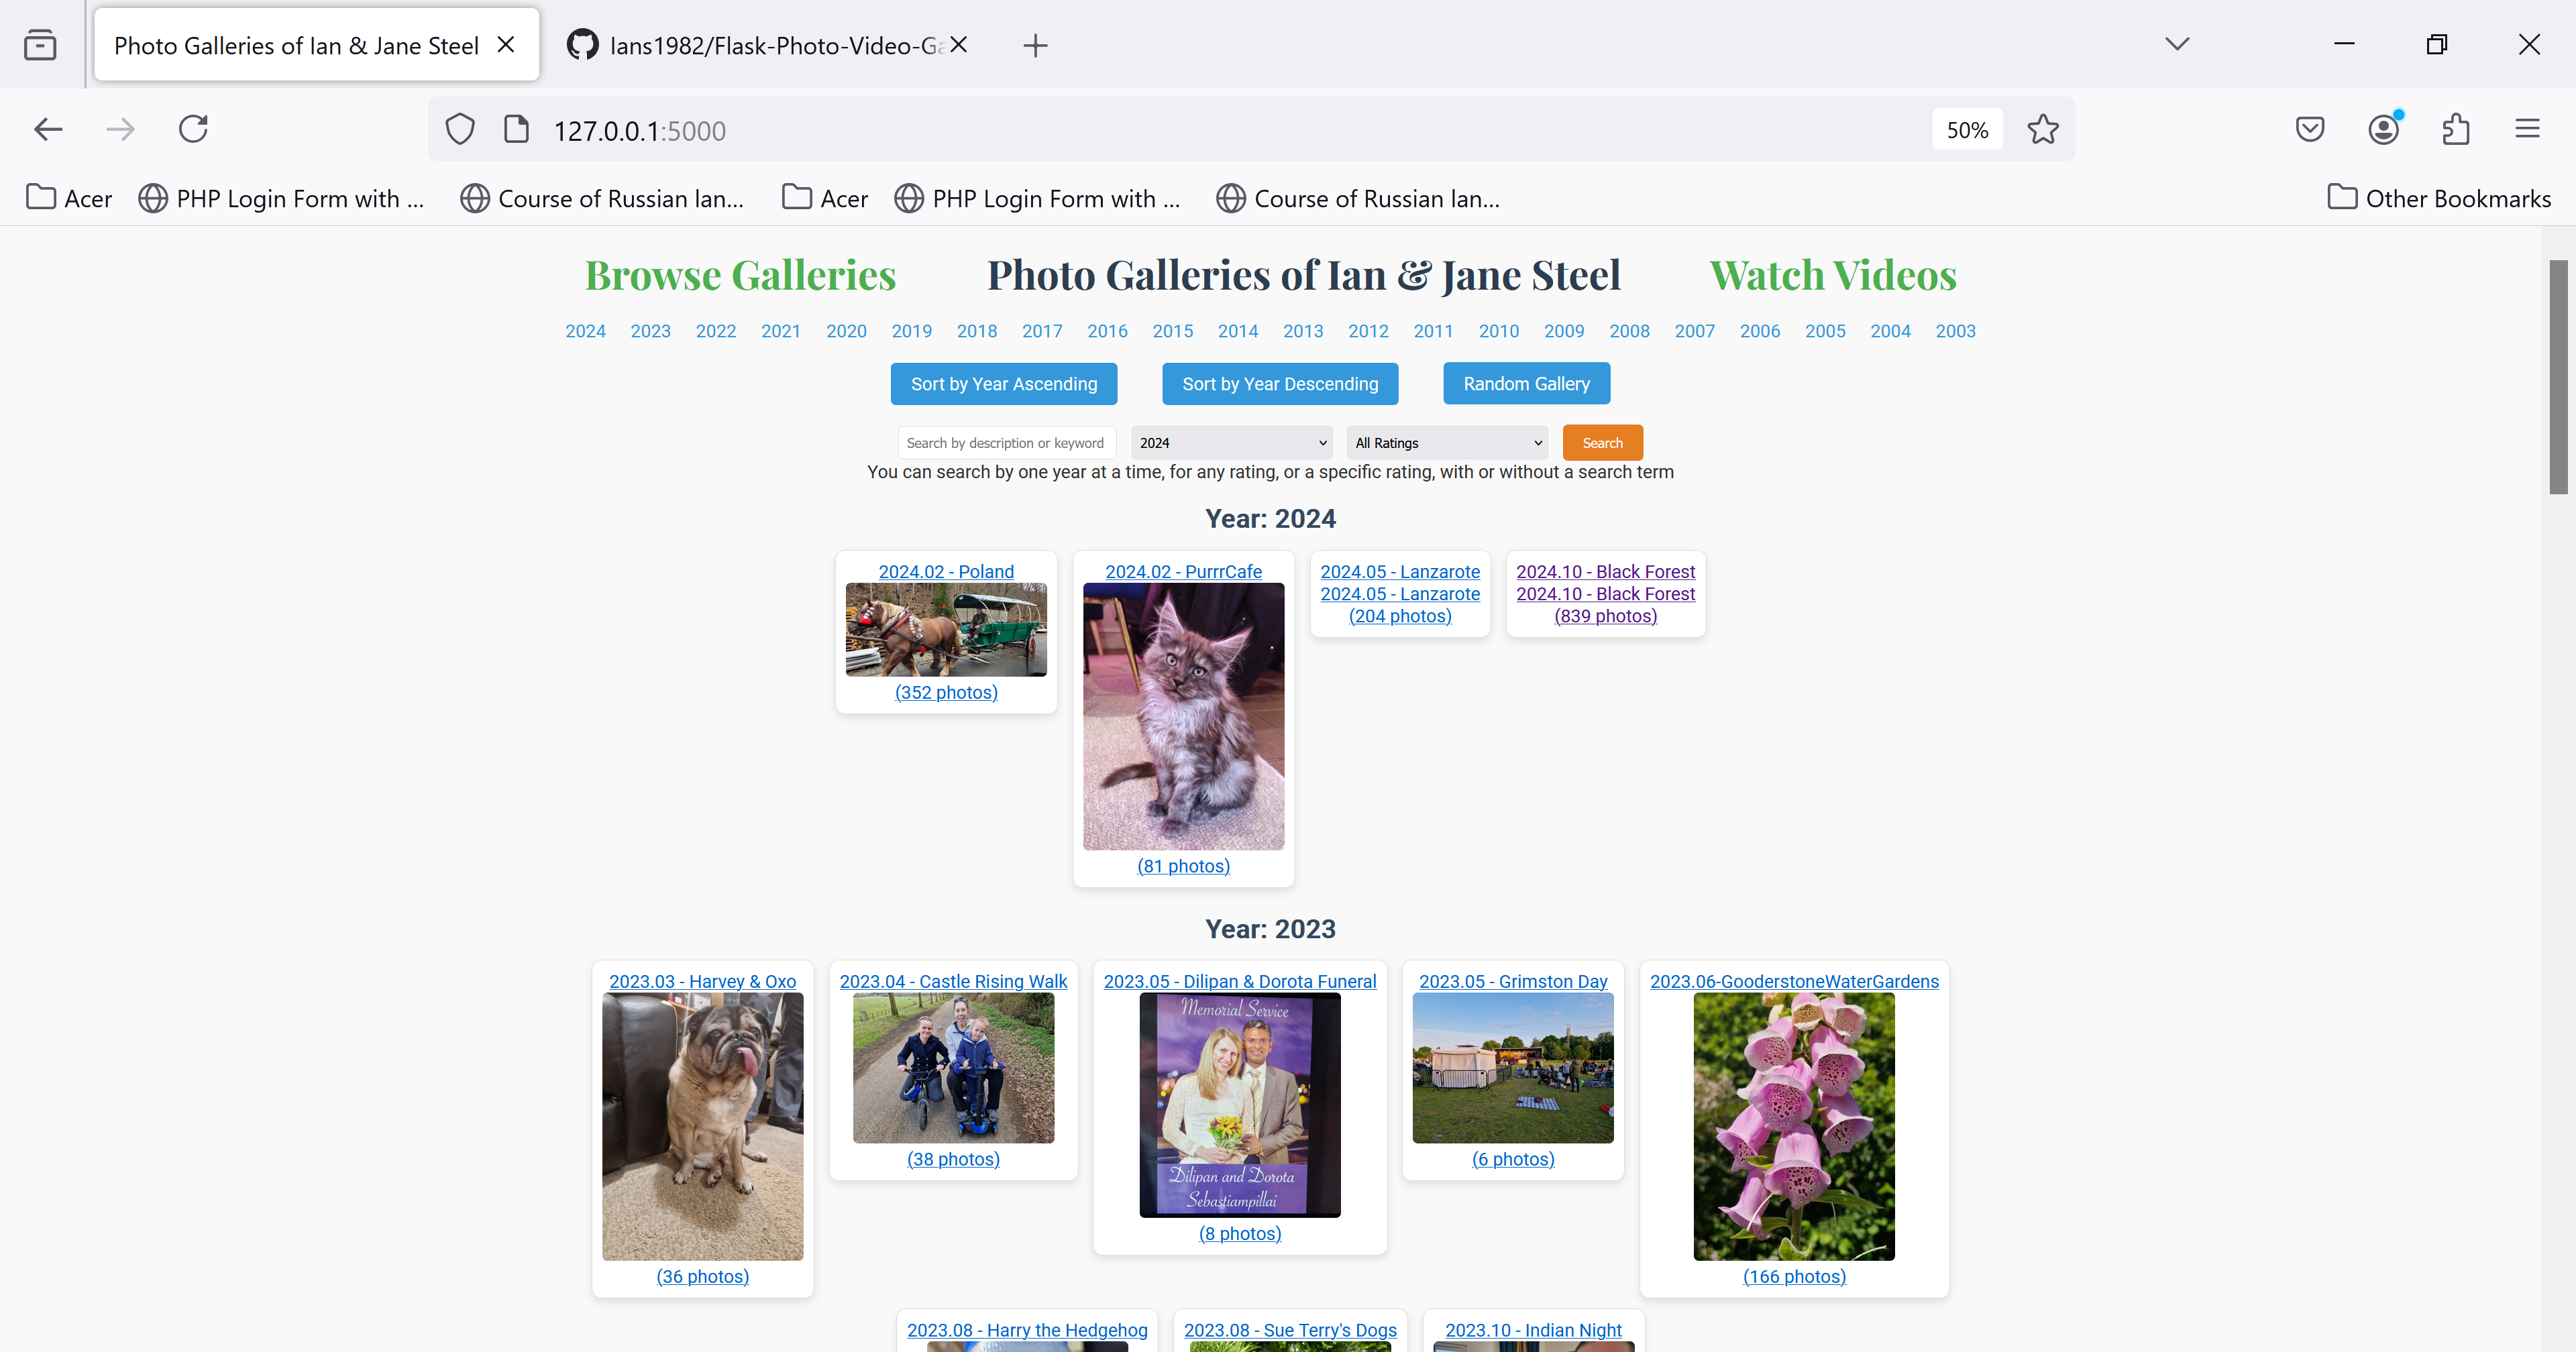 Photo Galleries of Ian & Jane Steel
Ians1982/Flask-Photo-Video-Ga
127.0.0.1:5000
50%
Acer
PHP Login Form with ...
Course of Russian lan...
Acer
PHP Login Form with ...
Course of Russian lan...
Other Bookmarks
Browse Galleries
Photo Galleries of Ian & Jane Steel
Watch Videos
2024 2023 2022 2021 2020 2019 2018 2017 2016 2015 2014 2013 2012 2011 2010 2009 2008 2007 2006 2005 2004 2003
Sort by Year Ascending
Sort by Year Descending
Random Gallery
Search by description or keyword
2024
All Ratings
Search
You can search by one year at a time, for any rating, or a specific rating, with or without a search term
Year: 2024
2024.02 - Poland
(352 photos)
2024.02 - PurrrCafe
(81 photos)
2024.05 - Lanzarote
2024.05 - Lanzarote
(204 photos)
2024.10 - Black Forest
2024.10 - Black Forest
(839 photos)
Year: 2023
2023.03 - Harvey & Oxo
(36 photos)
2023.04 - Castle Rising Walk
(38 photos)
2023.05 - Dilipan & Dorota Funeral
Memorial Service
Dilipan and Dorota
Sebastiampillai
(8 photos)
2023.05 - Grimston Day
(6 photos)
2023.06-GooderstoneWaterGardens
(166 photos)
2023.08 - Harry the Hedgehog
2023.08 - Sue Terry's Dogs
2023.10 - Indian Night